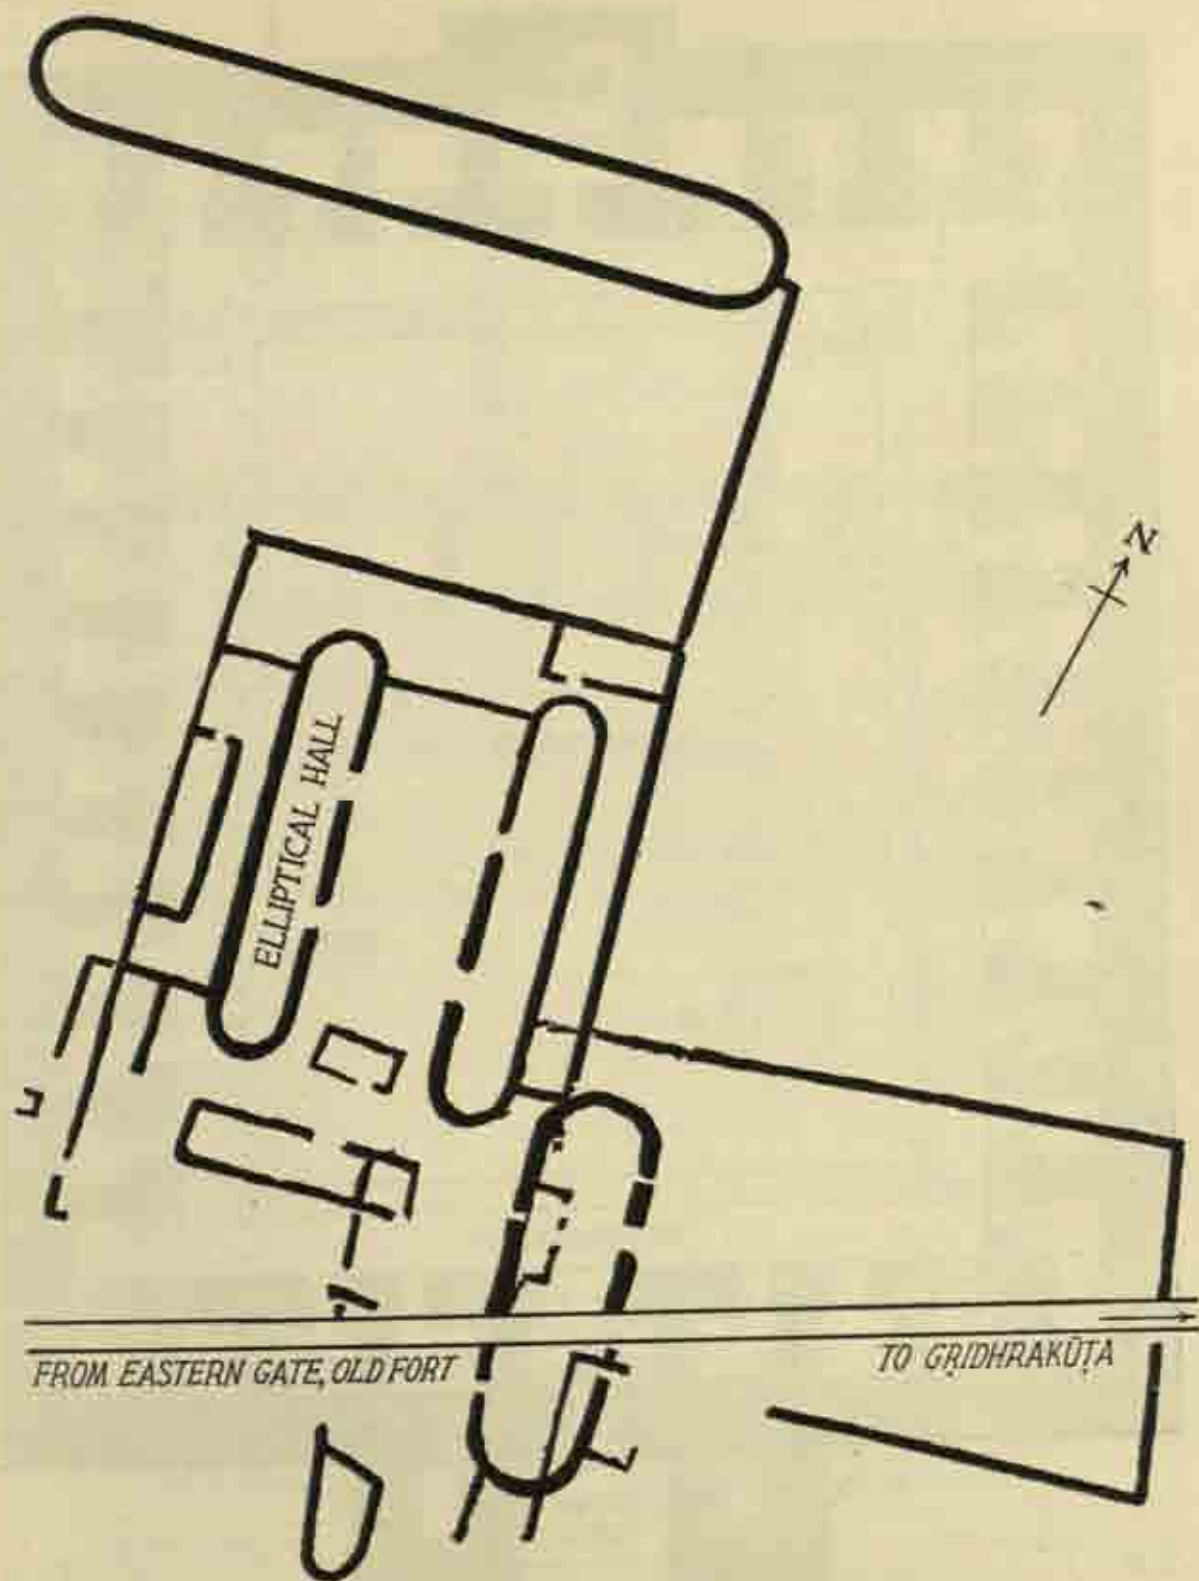 N
ELLIPTICAL HALL
FROM EASTERN GATE, OLD FORT
TO GṚIDHRAKŪṬA